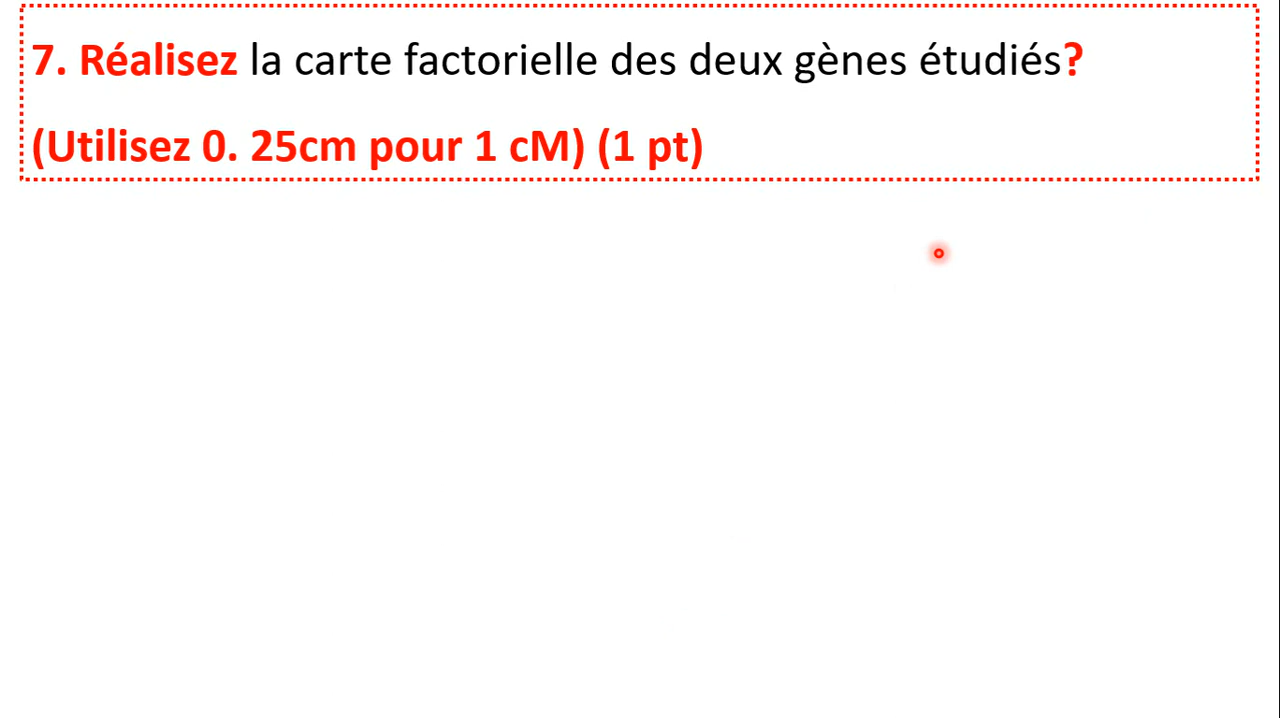 7. Réalisez la carte factorielle des deux gènes étudiés?
(Utilisez 0. 25cm pour 1 cM) (1 pt)